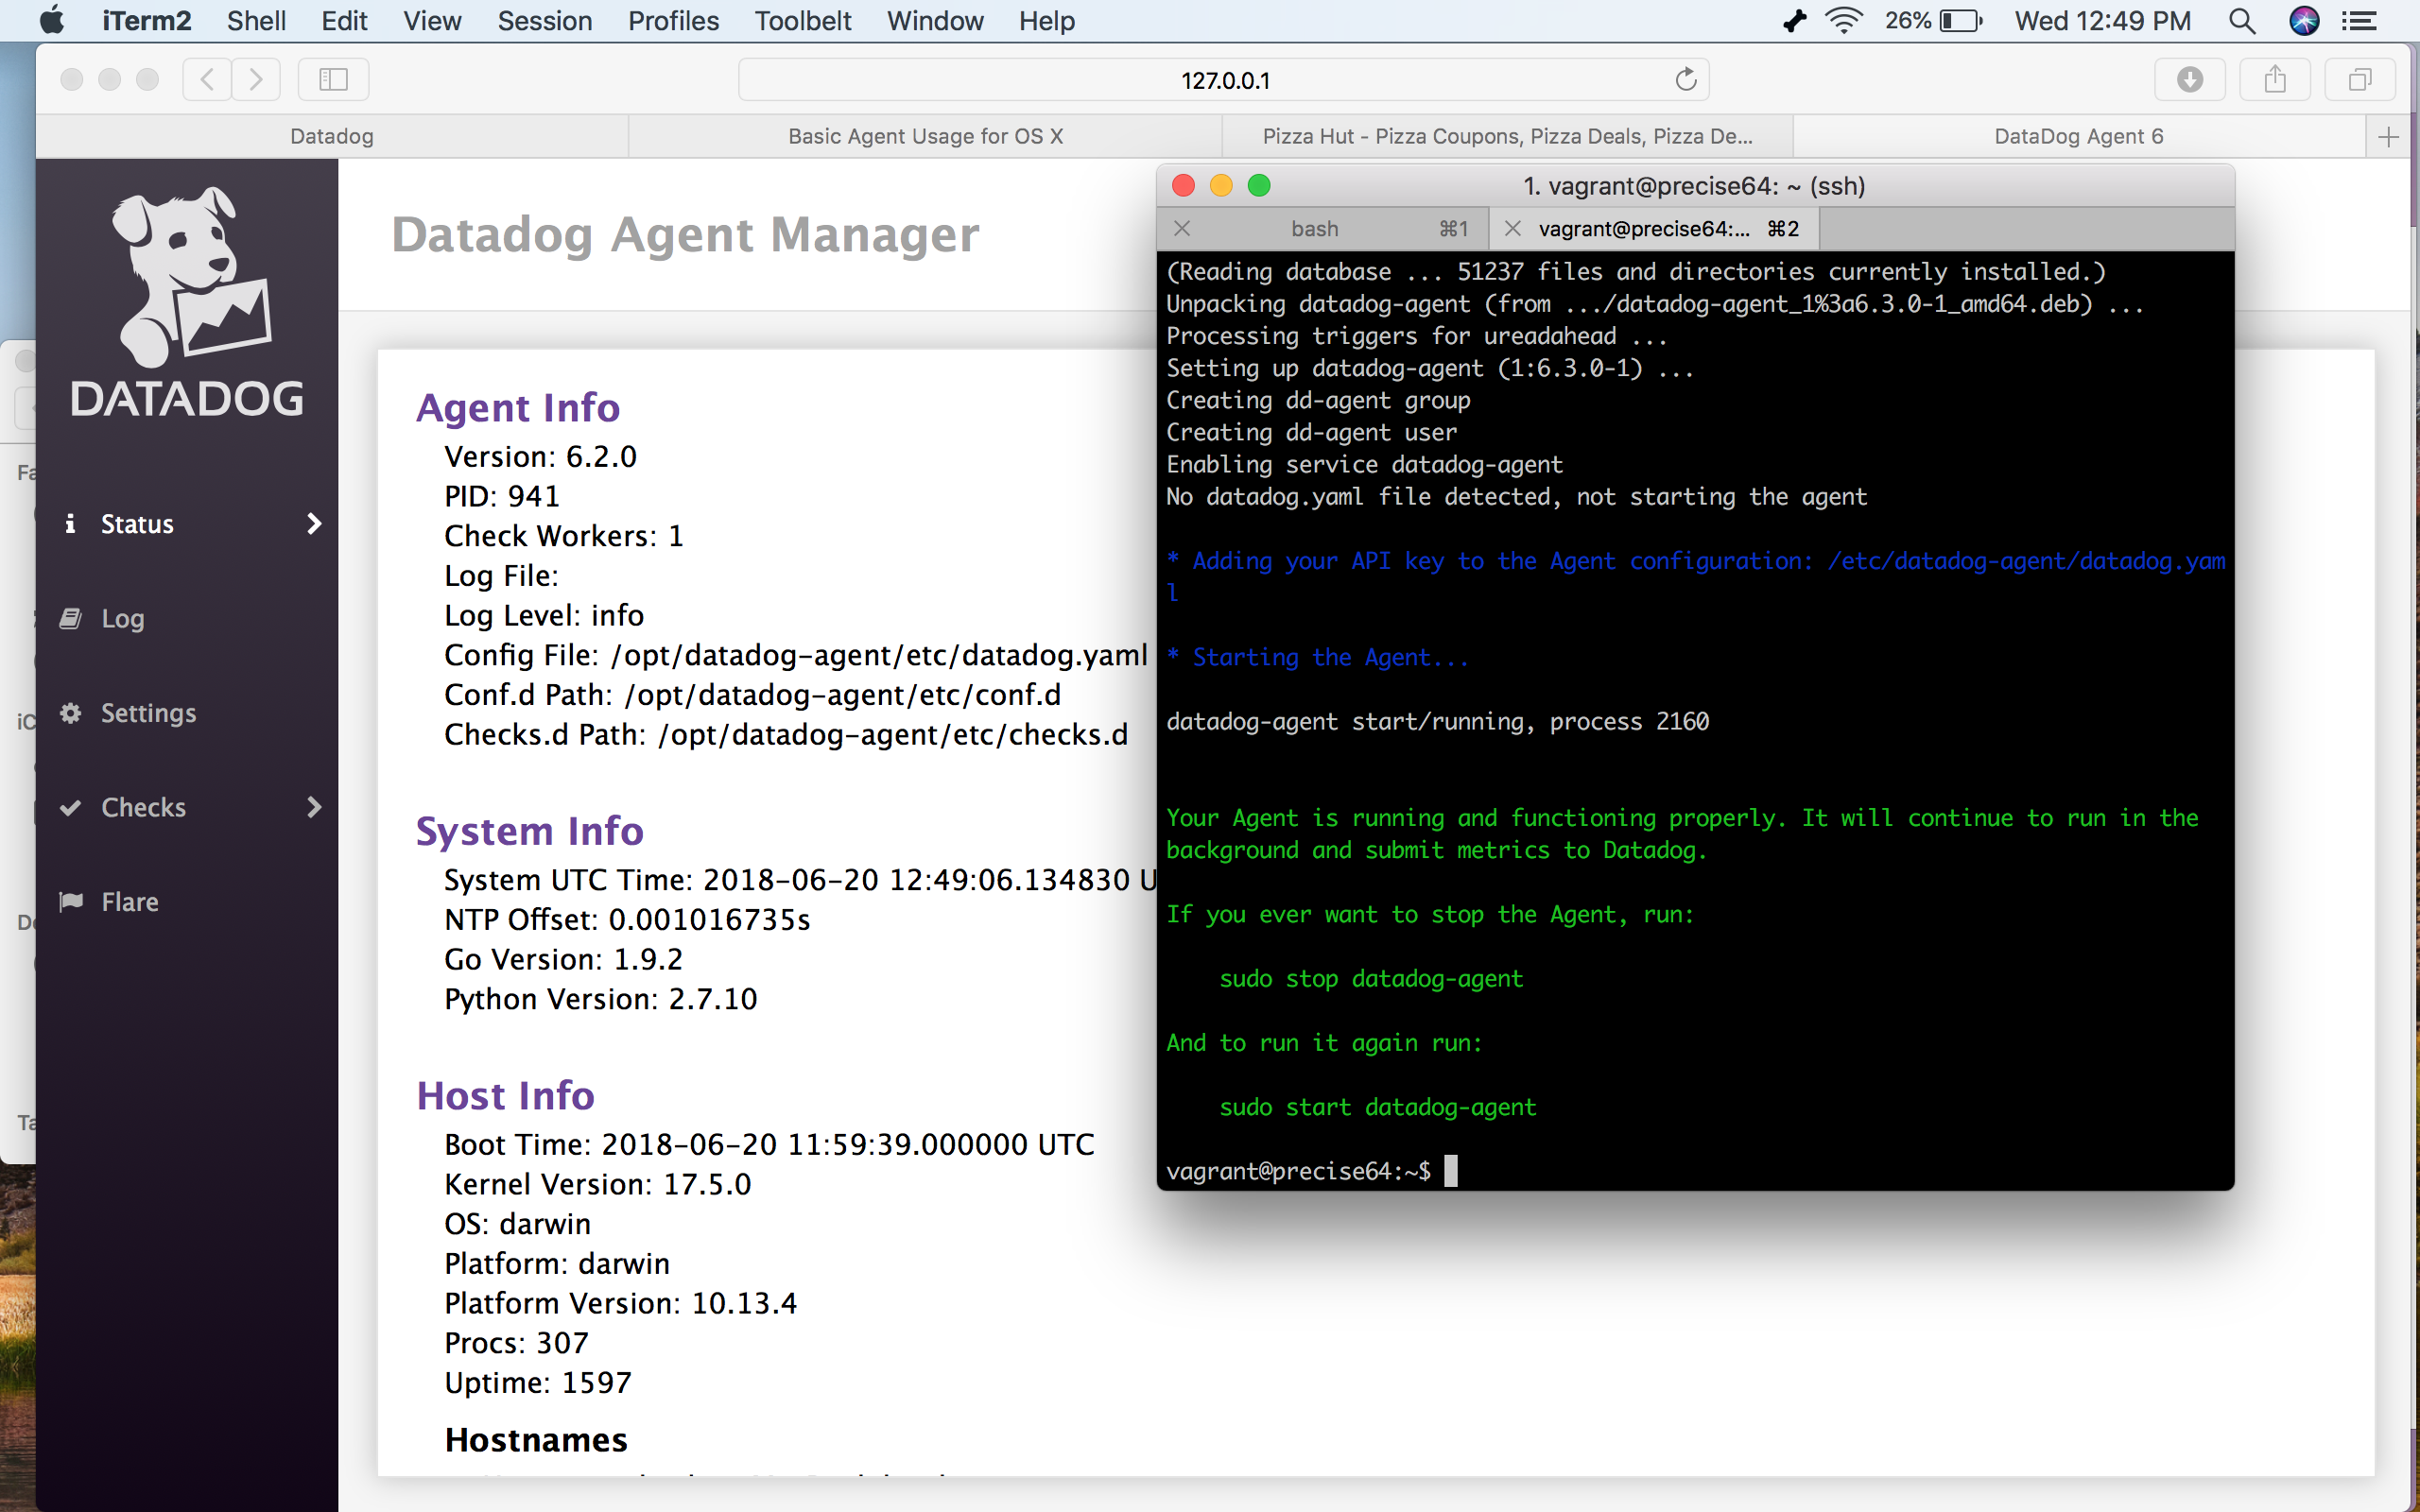 iTerm2 Shell Edit View Session Profiles Toolbelt Window Help 26% Wed 12:49 PM
127.0.0.1
Datadog Basic Agent Usage for OS X Pizza Hut - Pizza Coupons, Pizza Deals, Pizza De... DataDog Agent 6
DATADOG
Status
Log
Settings
Checks
Flare
Datadog Agent Manager
Agent Info
Version: 6.2.0
PID: 941
Check Workers: 1
Log File:
Log Level: info
Config File: /opt/datadog-agent/etc/datadog.yaml
Conf.d Path: /opt/datadog-agent/etc/conf.d
Checks.d Path: /opt/datadog-agent/etc/checks.d
System Info
System UTC Time: 2018-06-20 12:49:06.134830 U
NTP Offset: 0.001016735s
Go Version: 1.9.2
Python Version: 2.7.10
Host Info
Boot Time: 2018-06-20 11:59:39.000000 UTC
Kernel Version: 17.5.0
OS: darwin
Platform: darwin
Platform Version: 10.13.4
Procs: 307
Uptime: 1597
Hostnames
1. vagrant@precise64: ~ (ssh)
bash ⌘1 vagrant@precise64:... ⌘2
(Reading database ... 51237 files and directories currently installed.)
Unpacking datadog-agent (from .../datadog-agent_1%3a6.3.0-1_amd64.deb) ...
Processing triggers for ureadahead ...
Setting up datadog-agent (1:6.3.0-1) ...
Creating dd-agent group
Creating dd-agent user
Enabling service datadog-agent
No datadog.yaml file detected, not starting the agent
* Adding your API key to the Agent configuration: /etc/datadog-agent/datadog.yam
l
* Starting the Agent...
datadog-agent start/running, process 2160
Your Agent is running and functioning properly. It will continue to run in the
background and submit metrics to Datadog.
If you ever want to stop the Agent, run:
sudo stop datadog-agent
And to run it again run:
sudo start datadog-agent
vagrant@precise64:~$
Fa
iC
De
Ta